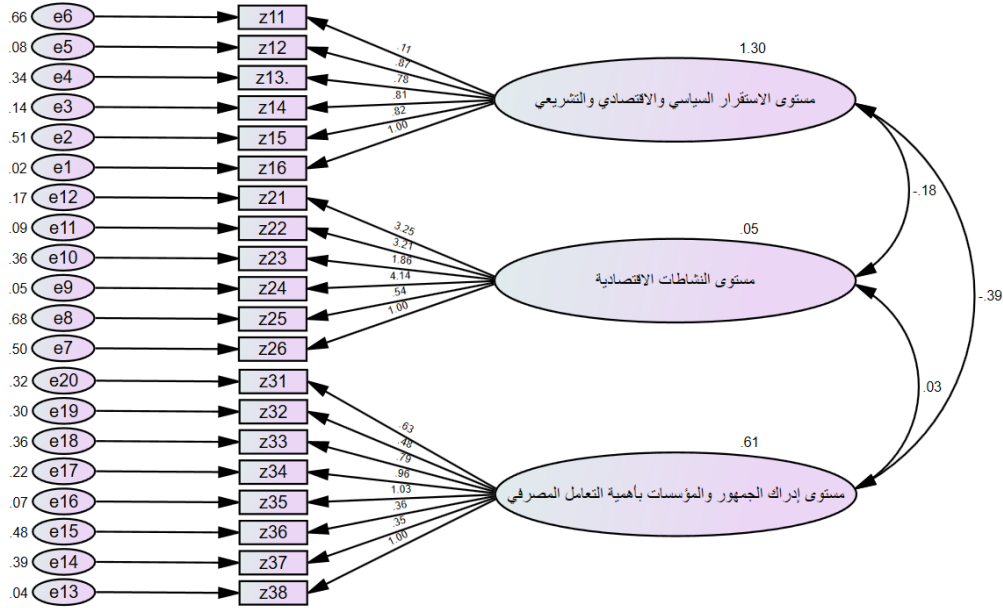 .66 e6 z11
.08 e5 z12
.34 e4 z13.
.14 e3 z14
.51 e2 z15
.02 e1 z16
.11
.87
.78
.81
.82
1.00
1.30
مستوى الاستقرار السياسي والاقتصادي والتشريعي
.17 e12 z21
.09 e11 z22
.36 e10 z23
.05 e9 z24
.68 e8 z25
.50 e7 z26
3.25
3.21
1.86
4.14
.54
1.00
.05
مستوى النشاطات الاقتصادية
.32 e20 z31
.30 e19 z32
.36 e18 z33
.22 e17 z34
.07 e16 z35
.48 e15 z36
.39 e14 z37
.04 e13 z38
.63
.48
.79
.96
1.03
.36
.35
1.00
.61
مستوى إدراك الجمهور والمؤسسات بأهمية التعامل المصرفي
-.18
-.39
.03